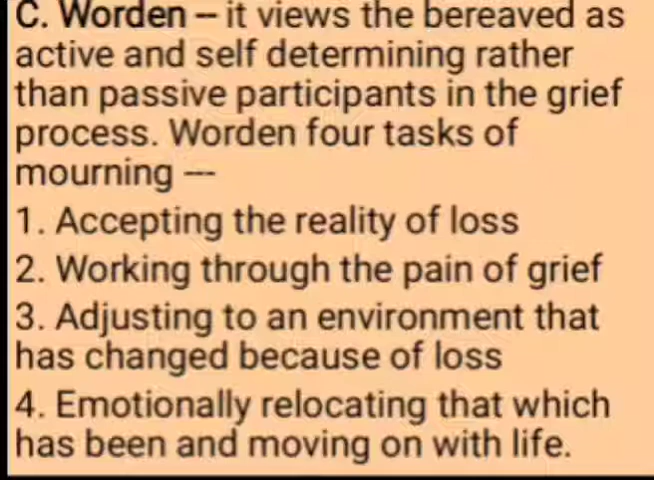 C. Worden – it views the bereaved as
active and self determining rather
than passive participants in the grief
process. Worden four tasks of
mourning ---
1. Accepting the reality of loss
2. Working through the pain of grief
3. Adjusting to an environment that
has changed because of loss
4. Emotionally relocating that which
has been and moving on with life.